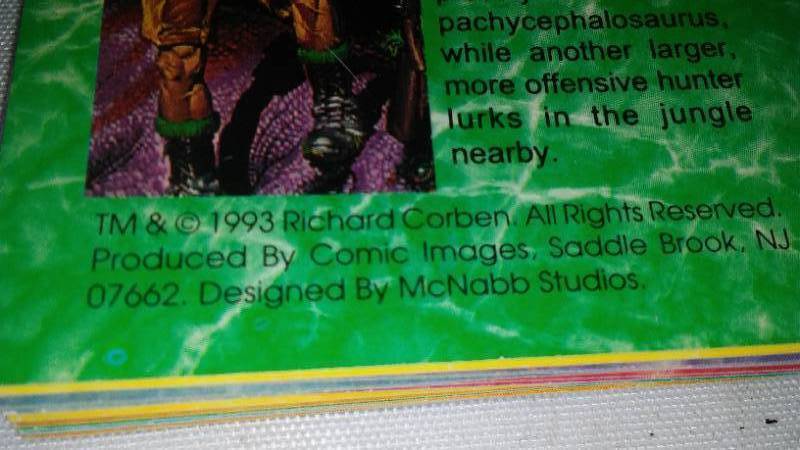 pachycephalosaurus,
while another larger,
more offensive hunter
lurks in the jungle
nearby.
TM & © 1993 Richard Corben. All Rights Reserved.
Produced By Comic Images, Saddle Brook, NJ
07662. Designed By McNabb Studios.